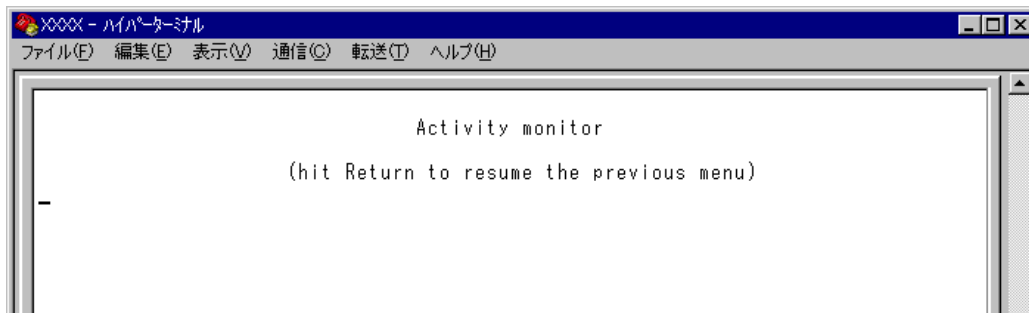 XXXX - ﾊｲﾊﾟｰﾀｰﾐﾅﾙ
ファイル(F) 編集(E) 表示(V) 通信(C) 転送(T) ヘルプ(H)
Activity monitor
(hit Return to resume the previous menu)